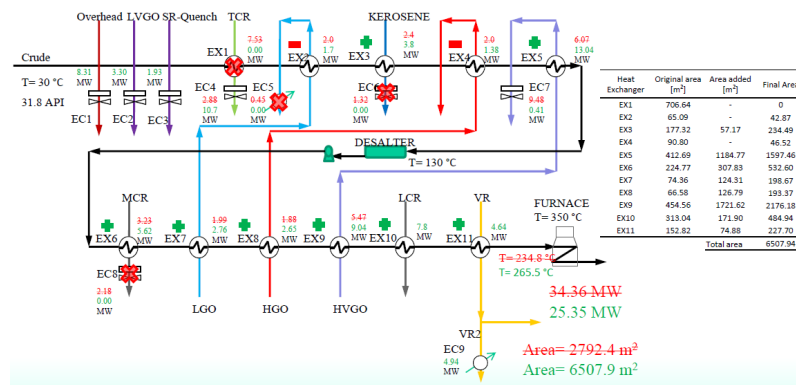 Overhead LVGO SR-Quench TCR KEROSENE
Crude
T= 30 °C
31.8 API
8.31
MW
3.30
MW
1.93
MW
EC1
EC2
EC3
EX1
7.53
0.00
MW
EC4
2.88
10.7
MW
EC5
0.45
0.00
MW
EX2
2.0
1.7
MW
EX3
2.4
3.8
MW
EC6
1.32
0.00
MW
EX4
2.0
1.38
MW
EX5
6.07
13.04
MW
EC7
9.48
0.41
MW
DESALTER
T= 130 °C
MCR
EX6
3.23
5.62
MW
EC8
2.18
0.00
MW
EX7
1.99
2.76
MW
EX8
1.88
2.65
MW
EX9
5.47
9.04
MW
LCR
EX10
7.8
MW
VR
EX11
4.64
MW
FURNACE
T= 350 °C
T= 234.8 °C
T= 265.5 °C
LGO
HGO
HVGO
34.36 MW
25.35 MW
VR2
EC9
4.94
MW
Area= 2792.4 m²
Area= 6507.9 m²
Heat Exchanger Original area [m²] Area added [m²] Final Area
EX1 706.64 - 0
EX2 65.09 - 42.87
EX3 177.32 57.17 234.49
EX4 90.80 - 46.52
EX5 412.69 1184.77 1597.46
EX6 224.77 307.83 532.60
EX7 74.36 124.31 198.67
EX8 66.58 126.79 193.37
EX9 454.56 1721.62 2176.18
EX10 313.04 171.90 484.94
EX11 152.82 74.88 227.70
Total area 6507.94